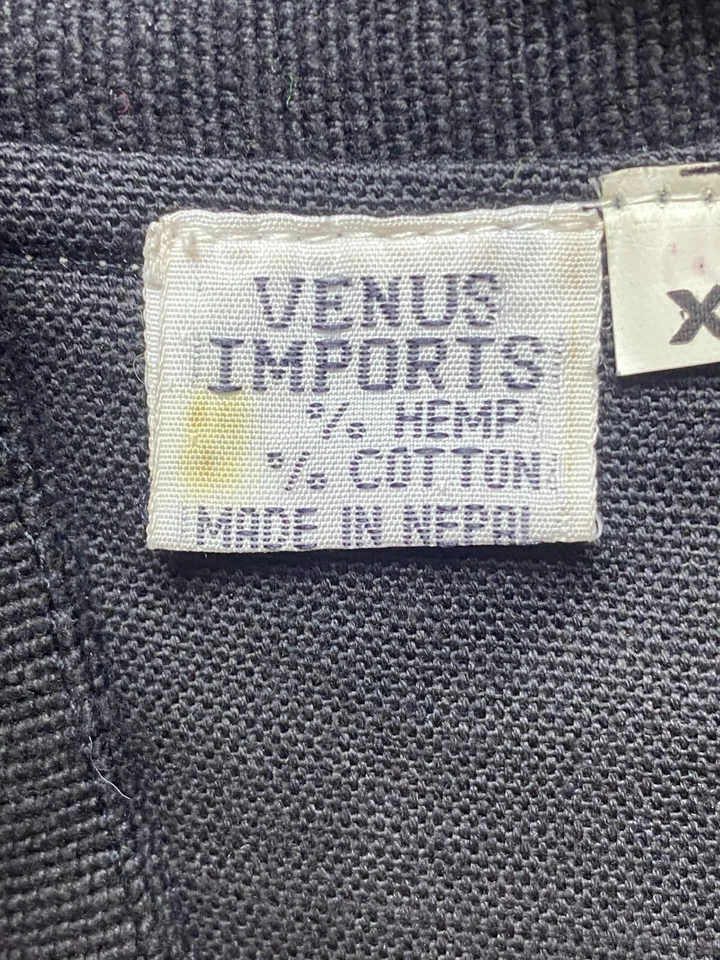 VENUS
IMPORTS
% HEMP
% COTTON
MADE IN NEPAL
X